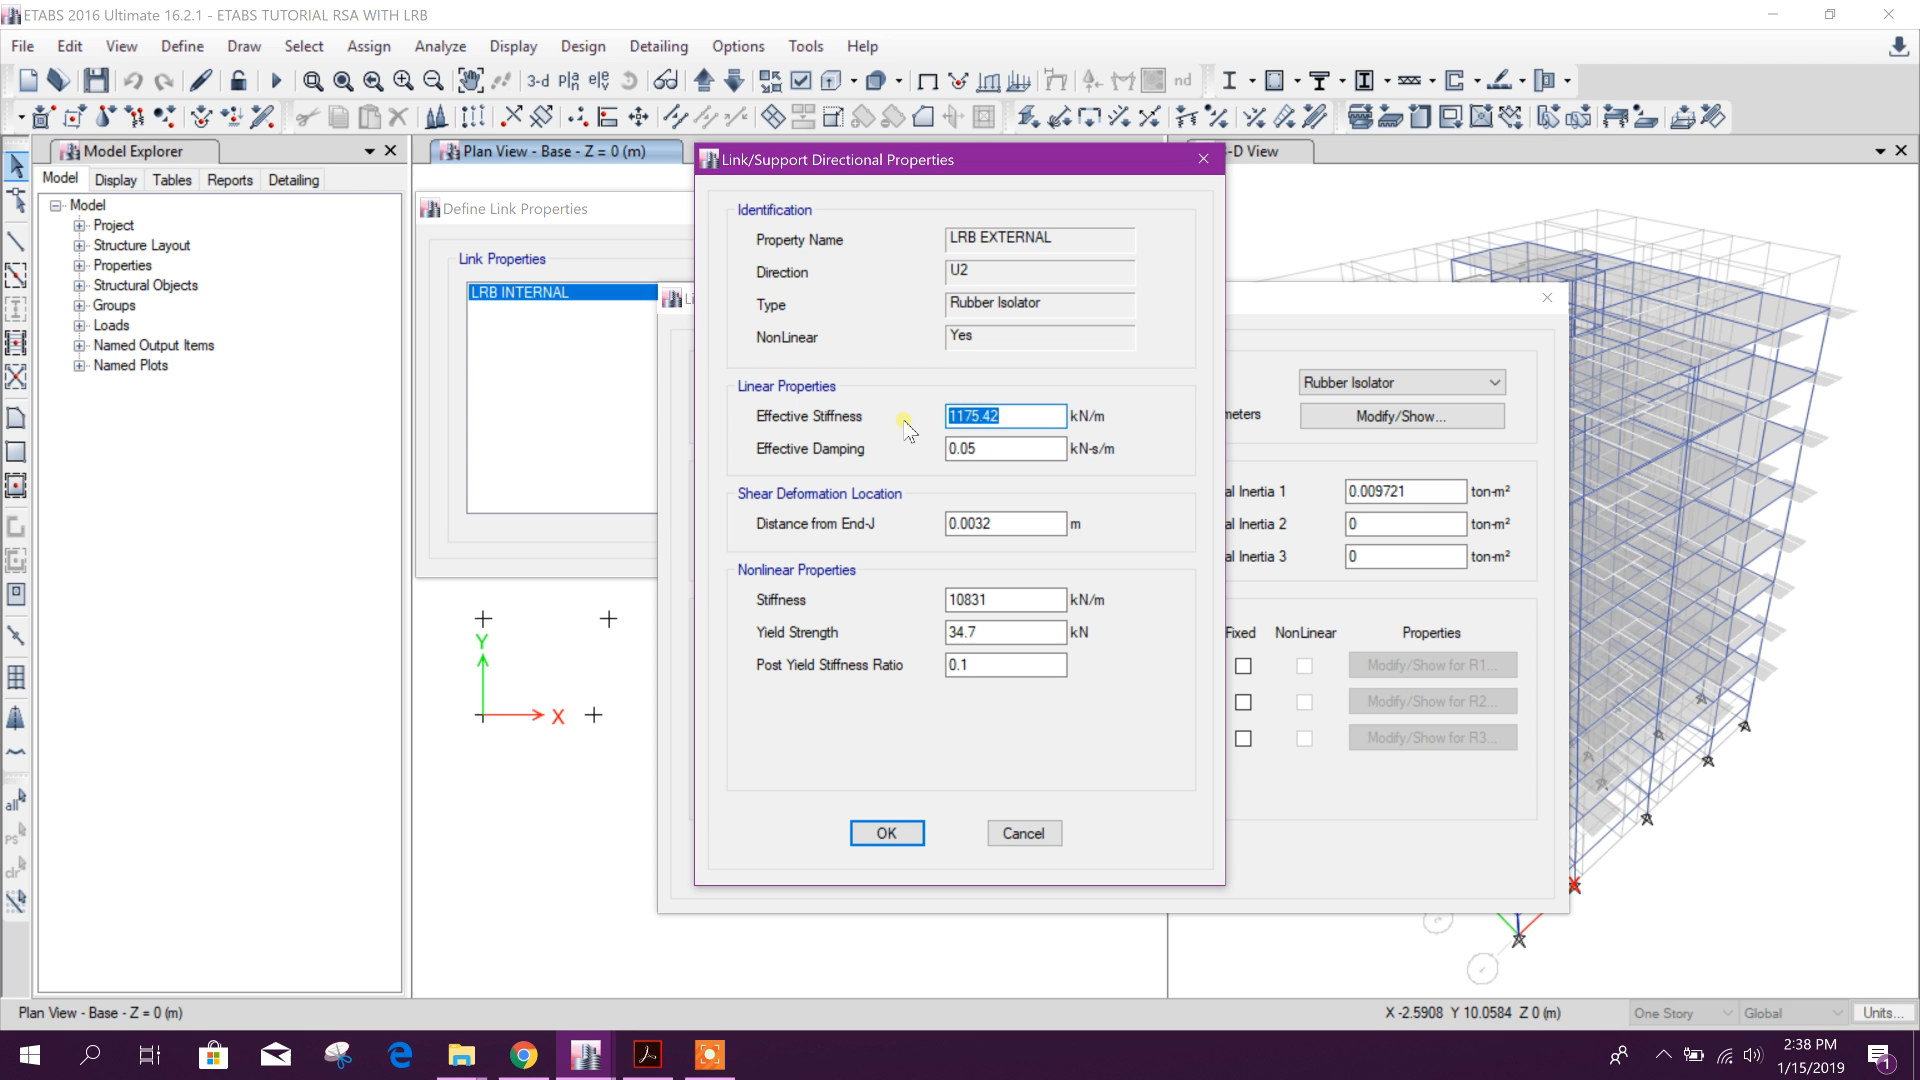 ETABS 2016 Ultimate 16.2.1 - ETABS TUTORIAL RSA WITH LRB
File Edit View Define Draw Select Assign Analyze Display Design Detailing Options Tools Help
3-d
nd
Model Explorer
Plan View - Base - Z = 0 (m)
Link/Support Directional Properties
-D View
Model Display Tables Reports Detailing
Model
Project
Structure Layout
Properties
Structural Objects
Groups
Loads
Named Output Items
Named Plots
Define Link Properties
Link Properties
LRB INTERNAL
Identification
Property Name LRB EXTERNAL
Direction U2
Type Rubber Isolator
NonLinear Yes
Linear Properties
Effective Stiffness 1175.42 kN/m
Effective Damping 0.05 kN-s/m
Shear Deformation Location
Distance from End-J 0.0032 m
Nonlinear Properties
Stiffness 10831 kN/m
Yield Strength 34.7 kN
Post Yield Stiffness Ratio 0.1
OK Cancel
Rubber Isolator
meters Modify/Show...
al Inertia 1 0.009721 ton-m²
al Inertia 2 0 ton-m²
al Inertia 3 0 ton-m²
Fixed NonLinear Properties
Modify/Show for R1...
Modify/Show for R2...
Modify/Show for R3...
Y
X
all
ps
clr
Plan View - Base - Z = 0 (m)
X -2.5908 Y 10.0584 Z 0 (m)
One Story Global Units...
2:38 PM
1/15/2019
1